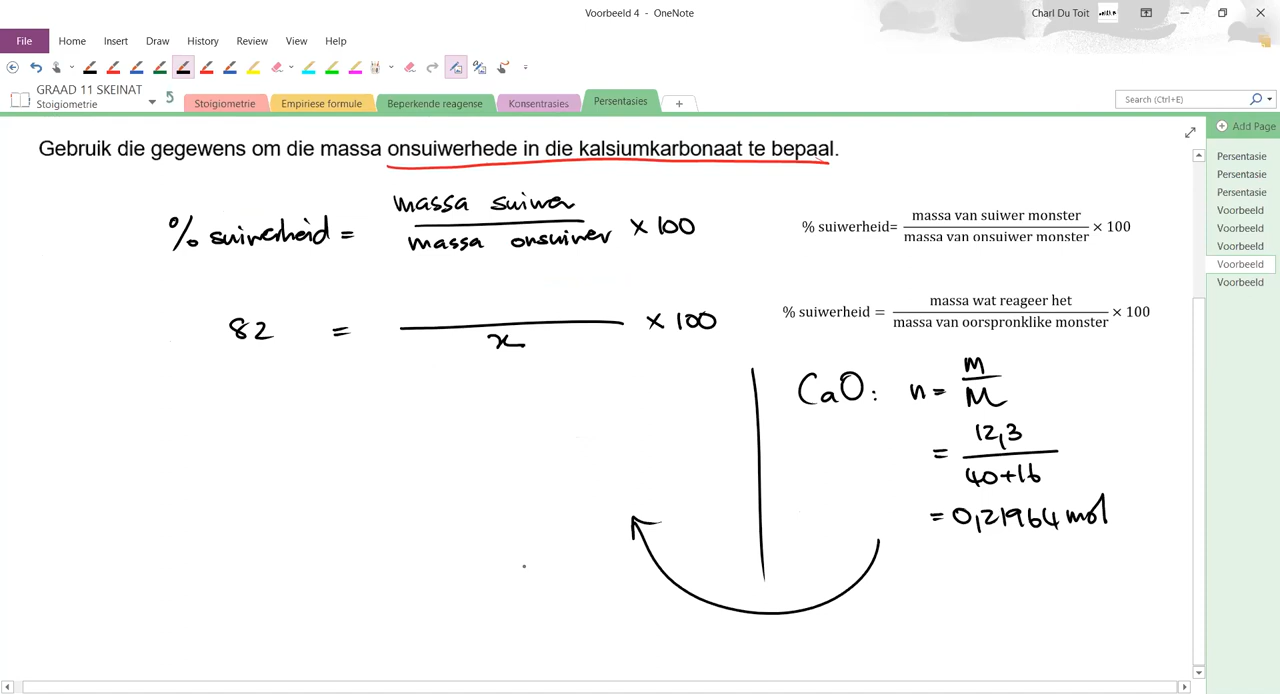 Voorbeeld 4 - OneNote
Charl Du Toit
File Home Insert Draw History Review View Help
GRAAD 11 SKEINAT
Stoigiometrie
Stoigiometrie Empiriese formule Beperkende reagense Konsentrasies Persentasies +
Search (Ctrl+E)
Add Page
Persentasie
Persentasie
Persentasie
Voorbeeld
Voorbeeld
Voorbeeld
Voorbeeld
Voorbeeld
Gebruik die gegewens om die massa onsuiwerhede in die kalsiumkarbonaat te bepaal.
% suiwerheid = massa suiwer / massa onsuiwer × 100
% suiwerheid= massa van suiwer monster / massa van onsuiwer monster × 100
82 = / x × 100
% suiwerheid = massa wat reageer het / massa van oorspronklike monster × 100
CaO: n = m / M
= 12,3 / 40+16
= 0,21964 mol